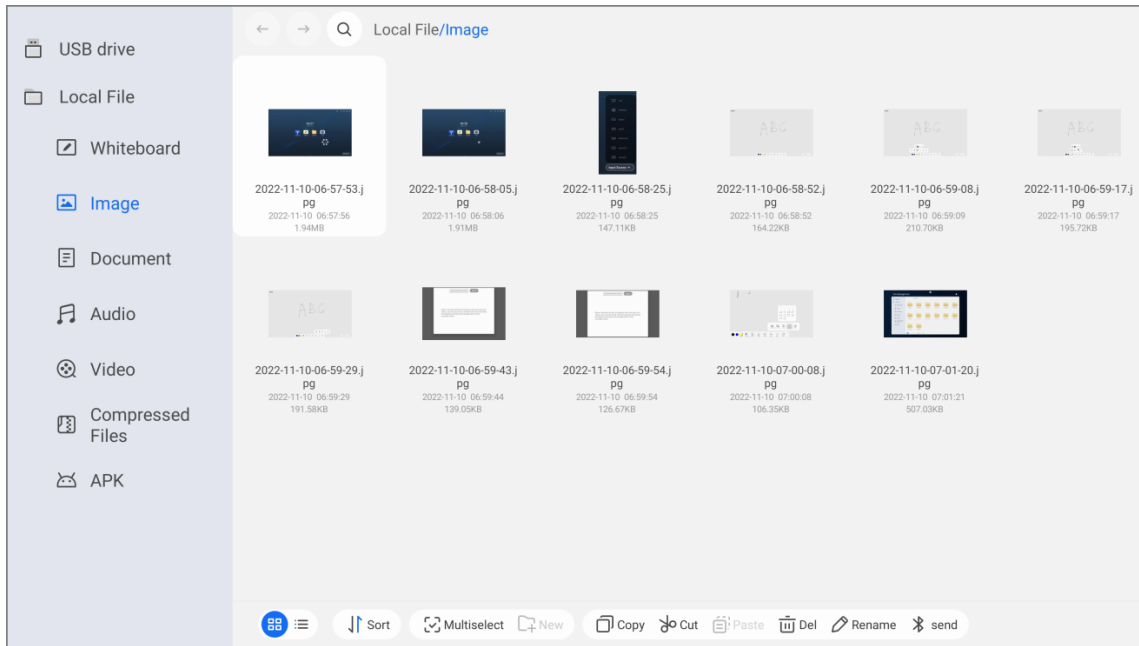 Local File/Image
USB drive
Local File
Whiteboard
Image
Document
Audio
Video
Compressed
Files
APK
2022-11-10-06-57-53.j
pg
2022-11-10 06:57:56
1.94MB
2022-11-10-06-58-05.j
pg
2022-11-10 06:58:06
1.91MB
2022-11-10-06-58-25.j
pg
2022-11-10 06:58:25
147.11KB
ABC
2022-11-10-06-58-52.j
pg
2022-11-10 06:58:52
164.22KB
ABC
2022-11-10-06-59-08.j
pg
2022-11-10 06:59:09
210.70KB
ABC
2022-11-10-06-59-17.j
pg
2022-11-10 06:59:17
195.72KB
ABC
2022-11-10-06-59-29.j
pg
2022-11-10 06:59:29
191.58KB
2022-11-10-06-59-43.j
pg
2022-11-10 06:59:44
139.05KB
2022-11-10-06-59-54.j
pg
2022-11-10 06:59:54
126.67KB
2022-11-10-07-00-08.j
pg
2022-11-10 07:00:08
106.35KB
2022-11-10-07-01-20.j
pg
2022-11-10 07:01:21
507.03KB
Sort Multiselect New Copy Cut Paste Del Rename send